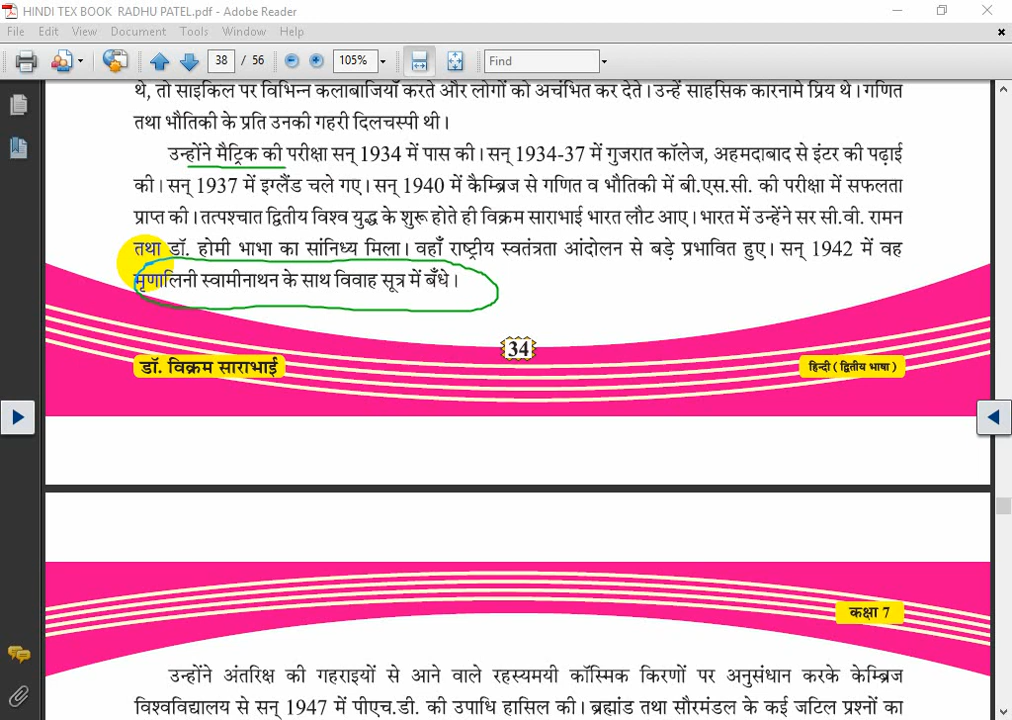 HINDI TEX BOOK RADHU PATEL.pdf - Adobe Reader
File Edit View Document Tools Window Help
38 / 56 105% Find
थे, तो साइकिल पर विभिन्न कलाबाजियाँ करते और लोगों को अचंभित कर देते। उन्हें साहसिक कारनामे प्रिय थे। गणित
तथा भौतिकी के प्रति उनकी गहरी दिलचस्पी थी।
उन्होंने मैट्रिक की परीक्षा सन् 1934 में पास की। सन् 1934-37 में गुजरात कॉलेज, अहमदाबाद से इंटर की पढ़ाई
की। सन् 1937 में इग्लैंड चले गए। सन् 1940 में कैम्ब्रिज से गणित व भौतिकी में बी.एस.सी. की परीक्षा में सफलता
प्राप्त की। तत्पश्चात द्वितीय विश्व युद्ध के शुरू होते ही विक्रम साराभाई भारत लौट आए। भारत में उन्होंने सर सी.वी. रामन
तथा डॉ. होमी भाभा का सांनिध्य मिला। वहाँ राष्ट्रीय स्वतंत्रता आंदोलन से बड़े प्रभावित हुए। सन् 1942 में वह
मृणालिनी स्वामीनाथन के साथ विवाह सूत्र में बँधे।
34
डॉ. विक्रम साराभाई हिन्दी ( द्वितीय भाषा )
कक्षा 7
उन्होंने अंतरिक्ष की गहराइयों से आने वाले रहस्यमयी कॉस्मिक किरणों पर अनुसंधान करके केम्ब्रिज
विश्वविद्यालय से सन् 1947 में पीएच.डी. की उपाधि हासिल की। ब्रह्मांड तथा सौरमंडल के कई जटिल प्रश्नों का